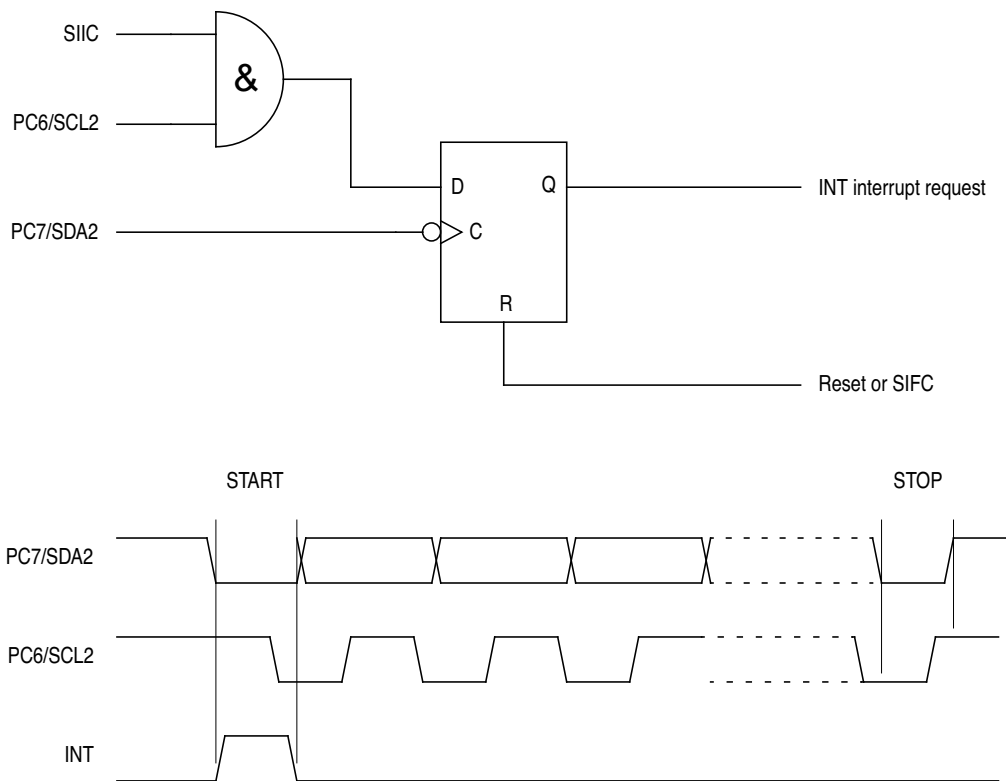 SIIC
&
PC6/SCL2
D
Q
INT interrupt request
PC7/SDA2
C
R
Reset or SIFC
START
STOP
PC7/SDA2
PC6/SCL2
INT